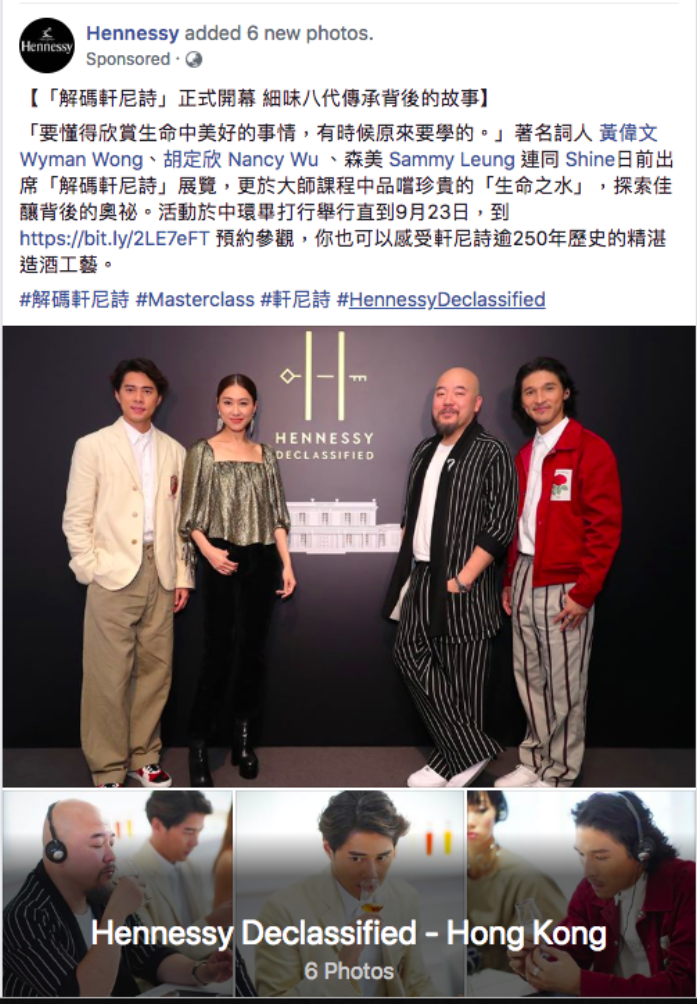 Hennessy
Hennessy added 6 new photos.
Sponsored ·
【「解碼軒尼詩」正式開幕 細味八代傳承背後的故事】
「要懂得欣賞生命中美好的事情，有時候原來要學的。」著名詞人 黃偉文
Wyman Wong、胡定欣 Nancy Wu 、森美 Sammy Leung 連同 Shine日前出
席「解碼軒尼詩」展覽，更於大師課程中品嚐珍貴的「生命之水」，探索佳
釀背後的奧祕。活動於中環畢打行舉行直到9月23日，到
https://bit.ly/2LE7eFT 預約參觀，你也可以感受軒尼詩逾250年歷史的精湛
造酒工藝。
#解碼軒尼詩 #Masterclass #軒尼詩 #HennessyDeclassified
HENNESSY
DECLASSIFIED
Hennessy Declassified - Hong Kong
6 Photos